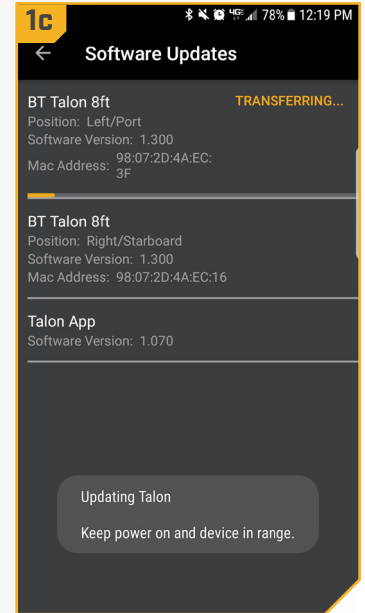 1c
4G 78% 12:19 PM
Software Updates
BT Talon 8ft TRANSFERRING...
Position: Left/Port
Software Version: 1.300
Mac Address: 98:07:2D:4A:EC:
3F
BT Talon 8ft
Position: Right/Starboard
Software Version: 1.300
Mac Address: 98:07:2D:4A:EC:16
Talon App
Software Version: 1.070
Updating Talon
Keep power on and device in range.